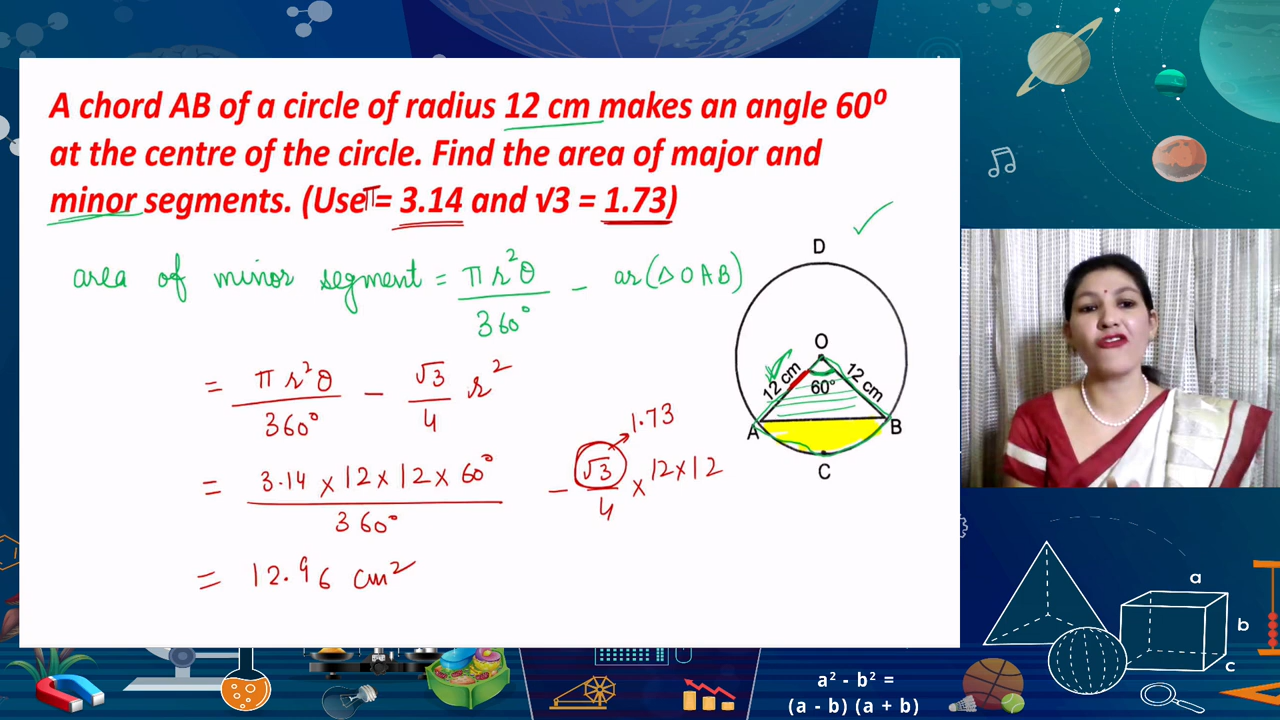 A chord AB of a circle of radius 12 cm makes an angle 60⁰
at the centre of the circle. Find the area of major and
minor segments. (Use π = 3.14 and √3 = 1.73)
area of minor segment = πr²θ/360° - ar(ΔOAB)
= πr²θ/360° - √3/4 r²
= 3.14 × 12 × 12 × 60°/360° - √3/4 × 12 × 12
1.73
= 12.96 cm²
D
O
12 cm
12 cm
60°
A
B
C
a
b
c
a² - b² =
(a - b) (a + b)